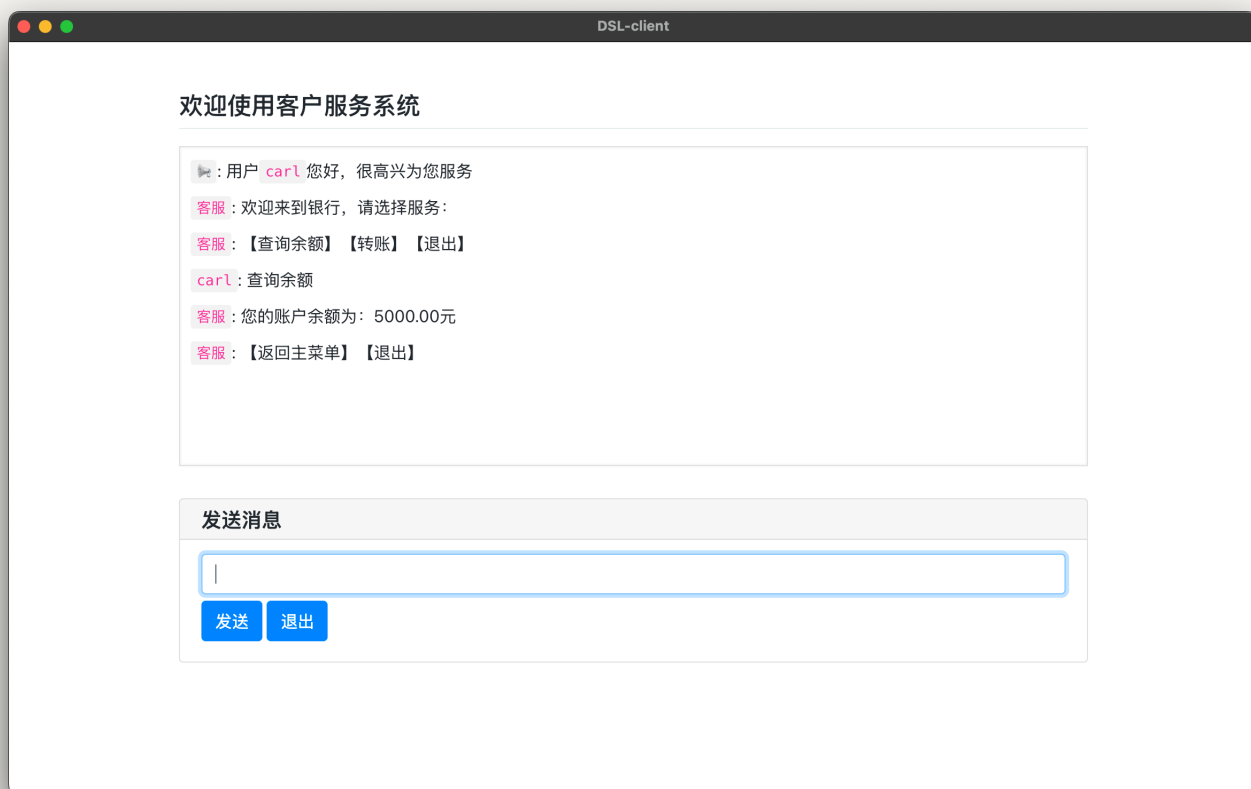 DSL-client
欢迎使用客户服务系统
: 用户 carl 您好，很高兴为您服务
客服 : 欢迎来到银行，请选择服务：
客服 : 【查询余额】【转账】【退出】
carl : 查询余额
客服 : 您的账户余额为：5000.00元
客服 : 【返回主菜单】【退出】
发送消息
发送 退出